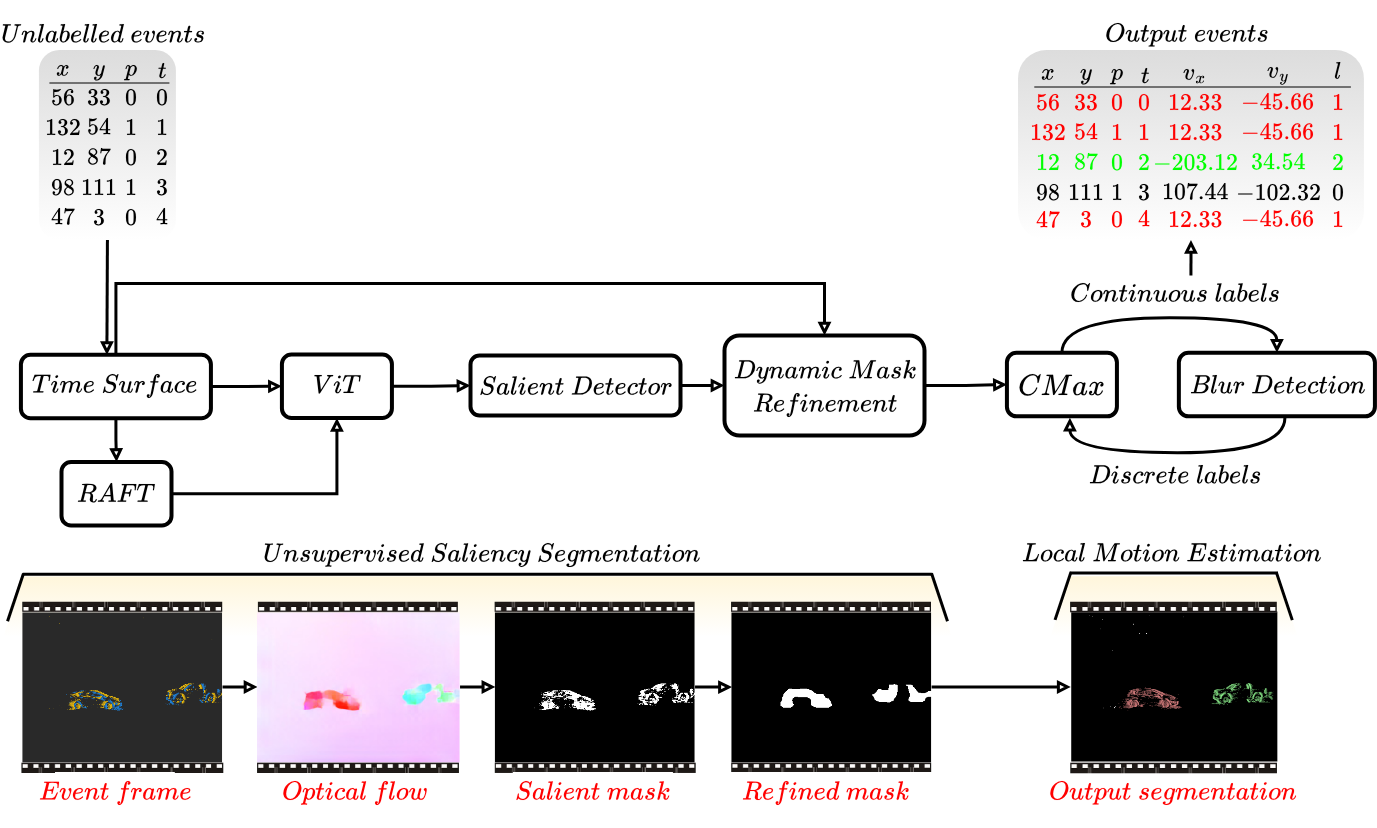 Unlabelled events
x y p t
56 33 0 0
132 54 1 1
12 87 0 2
98 111 1 3
47 3 0 4
Output events
x y p t v_x v_y l
56 33 0 0 12.33 −45.66 1
132 54 1 1 12.33 −45.66 1
12 87 0 2 −203.12 34.54 2
98 111 1 3 107.44 −102.32 0
47 3 0 4 12.33 −45.66 1
Time Surface
ViT
Salient Detector
Dynamic Mask
Refinement
Continuous labels
CMax
Blur Detection
Discrete labels
RAFT
Unsupervised Saliency Segmentation
Local Motion Estimation
Event frame
Optical flow
Salient mask
Refined mask
Output segmentation